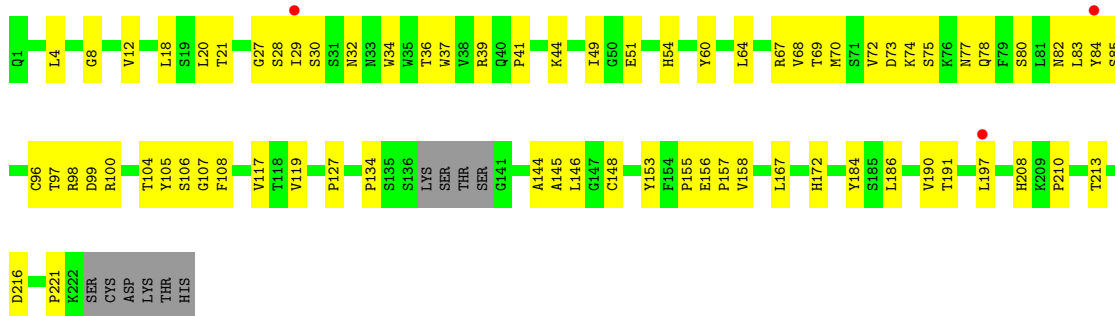 Q1 L4 G8 V12 L18 S19 L20 T21 G27 S28 I29 S30 S31 N32 N33 W34 W35 T36 W37 V38 R39 Q40 P41 K44 I49 G50 E51 H54 Y60 L64 R67 V68 T69 M70 S71 V72 D73 K74 S75 K76 N77 Q78 F79 S80 L81 N82 L83 Y84 S85
C96 T97 R98 D99 R100 T104 Y105 S106 G107 F108 V117 T118 V119 P127 P134 S135 S136 LYS SER THR SER G141 A144 A145 L146 G147 C148 Y153 F154 P155 E156 P157 V158 L167 H172 Y184 S185 L186 V190 T191 L197 H208 K209 P210 T213
D216 P221 K222 SER CYS ASP LYS THR HIS